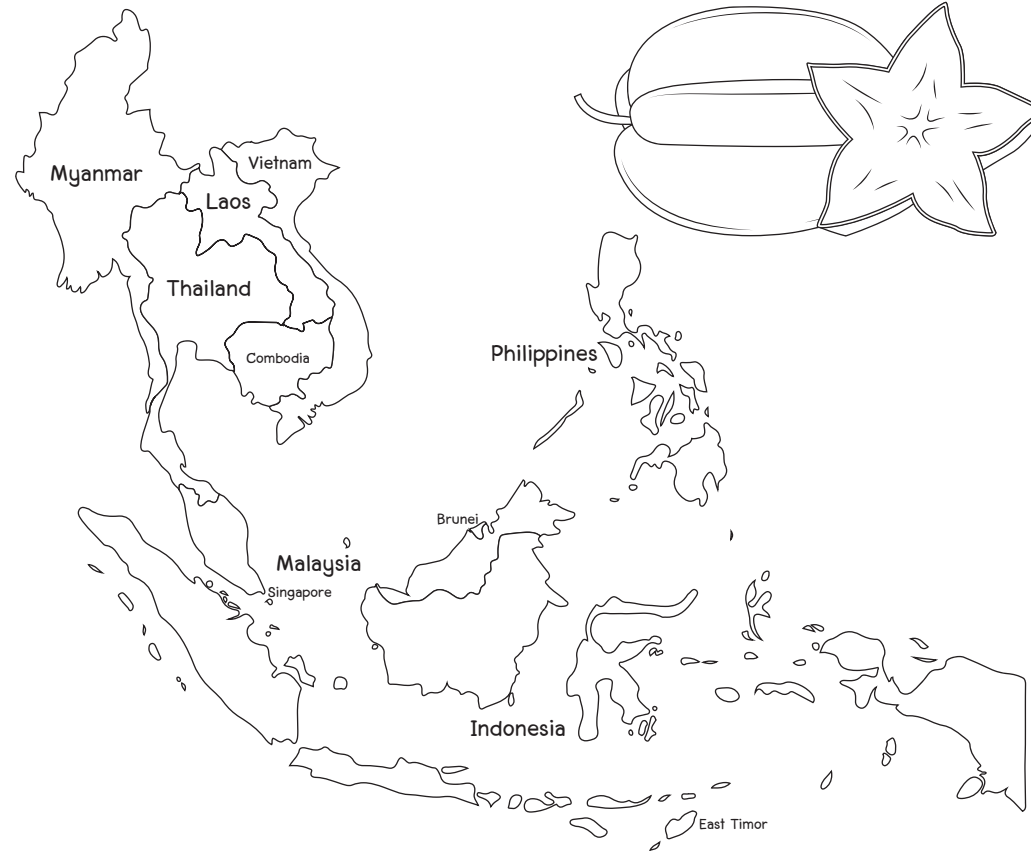 Vietnam
Myanmar
Laos
Thailand
Philippines
Combodia
Brunei
Malaysia
Singapore
Indonesia
East Timor